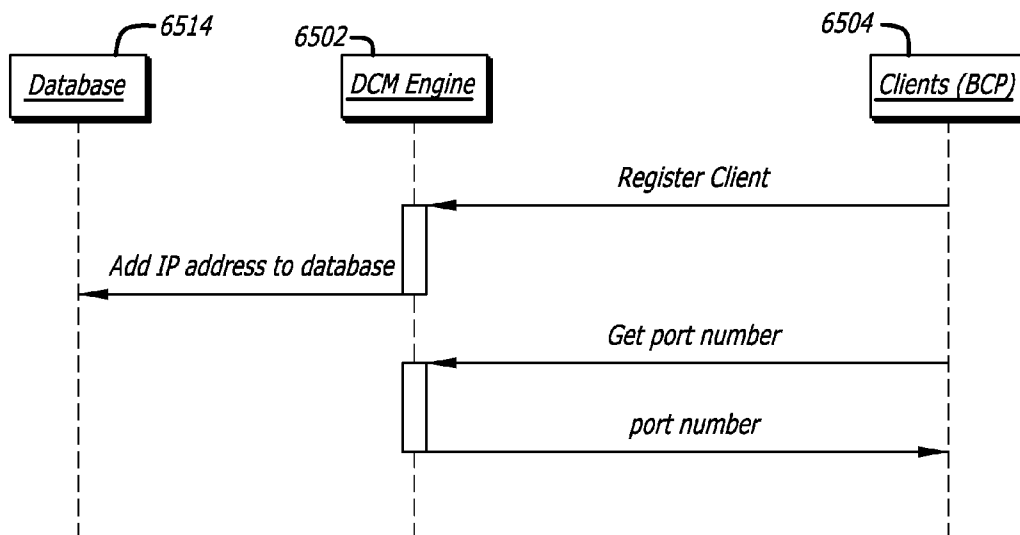 6514
6502
6504
Database
DCM Engine
Clients (BCP)
Register Client
Add IP address to database
Get port number
port number